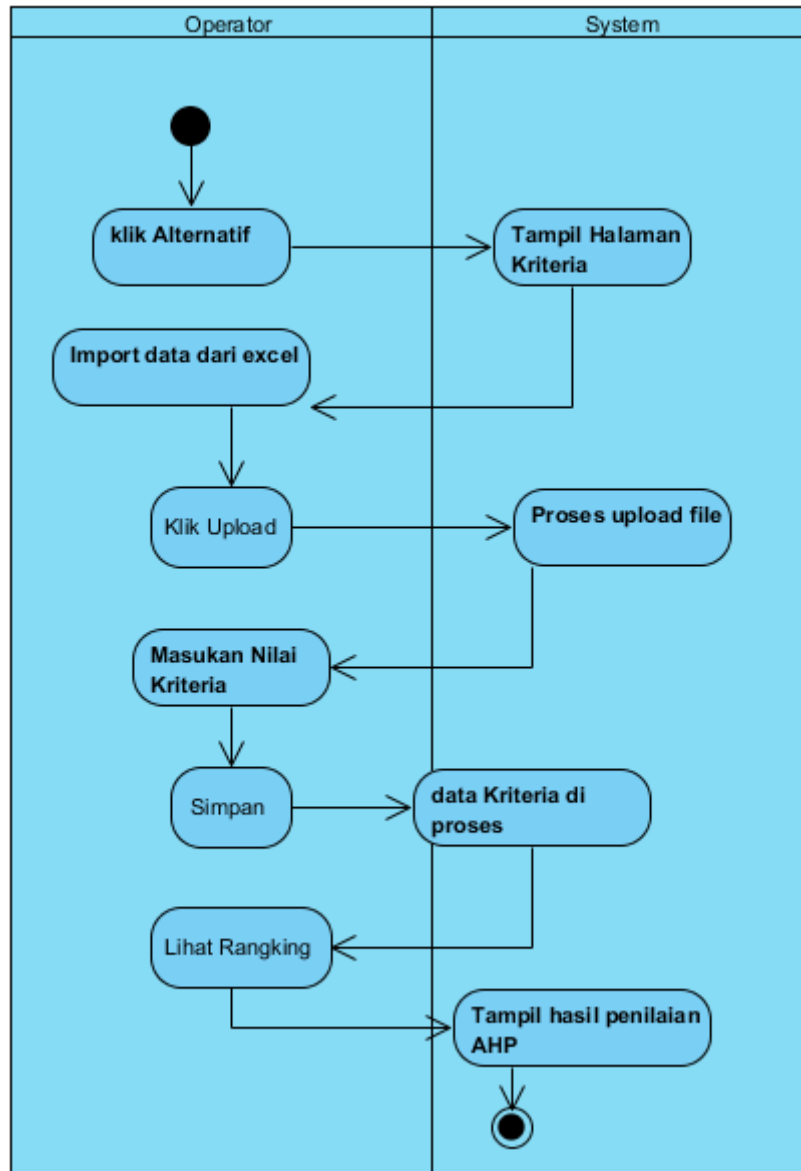 Operator
System
klik Alternatif
Tampil Halaman
Kriteria
Import data dari excel
Klik Upload
Proses upload file
Masukan Nilai
Kriteria
Simpan
data Kriteria di
proses
Lihat Rangking
Tampil hasil penilaian
AHP